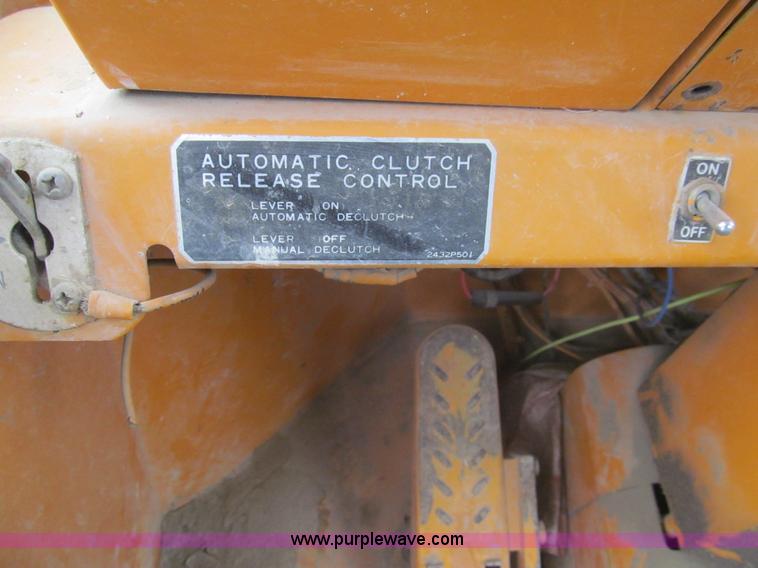 AUTOMATIC CLUTCH
RELEASE CONTROL
LEVER (ON)
AUTOMATIC DECLUTCH
LEVER (OFF)
MANUAL DECLUTCH
2432P501
ON
OFF
www.purplewave.com